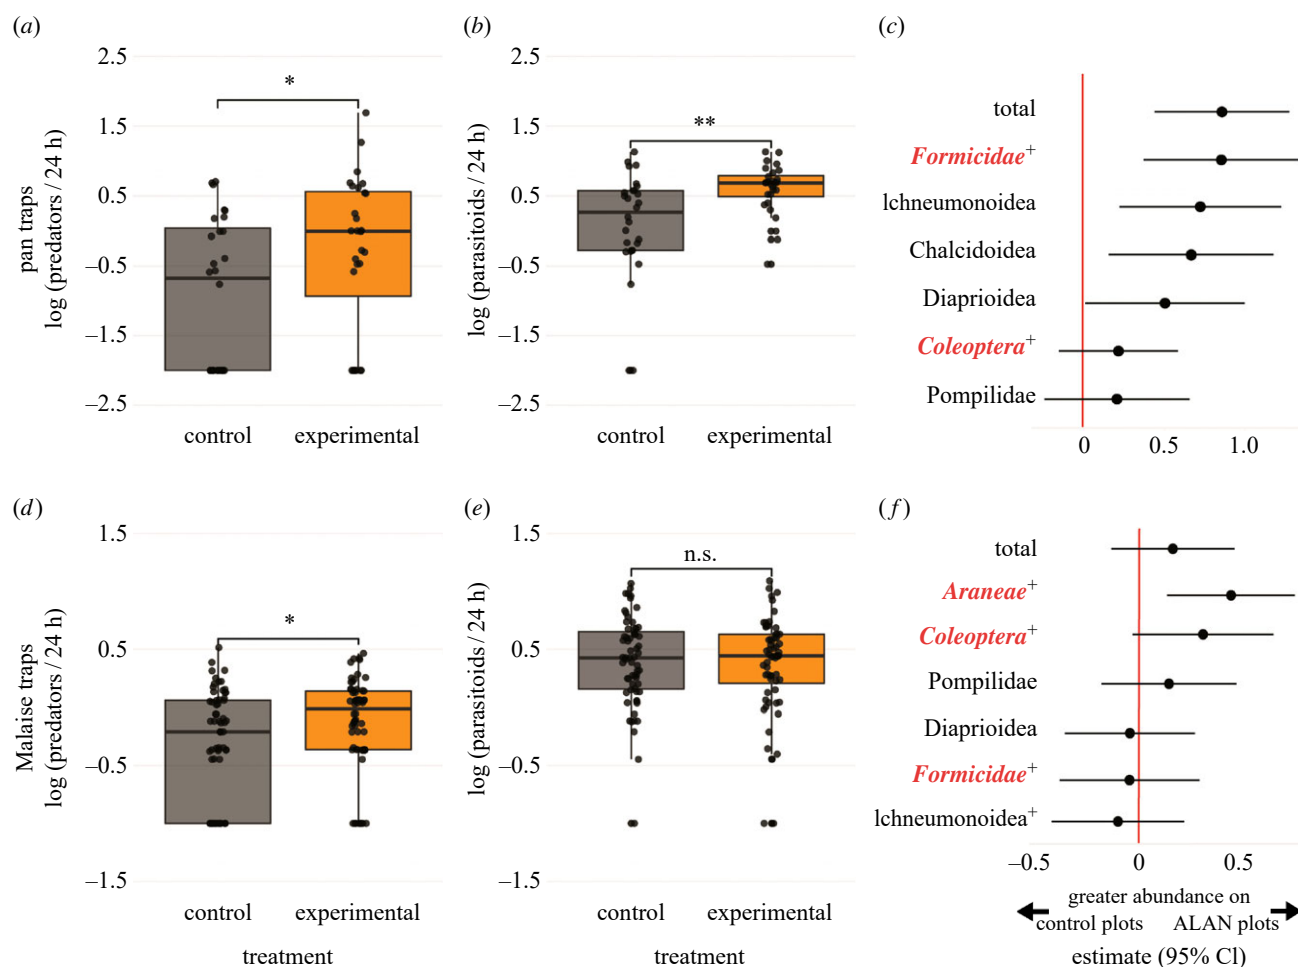 (a)
2.5
1.5
0.5
–0.5
–1.5
–2.5
pan traps
log (predators / 24 h)
*
control
experimental
(b)
2.5
1.5
0.5
–0.5
–1.5
–2.5
log (parasitoids / 24 h)
**
control
experimental
(c)
total
Formicidae+
lchneumonoidea
Chalcidoidea
Diaprioidea
Coleoptera+
Pompilidae
0 0.5 1.0
(d)
1.5
0.5
–0.5
–1.5
Malaise traps
log (predators / 24 h)
*
control
experimental
treatment
(e)
1.5
0.5
–0.5
–1.5
log (parasitoids / 24 h)
n.s.
control
experimental
treatment
(f)
total
Araneae+
Coleoptera+
Pompilidae
Diaprioidea
Formicidae+
lchneumonoidea+
–0.5 0 0.5
greater abundance on
control plots ALAN plots
estimate (95% Cl)